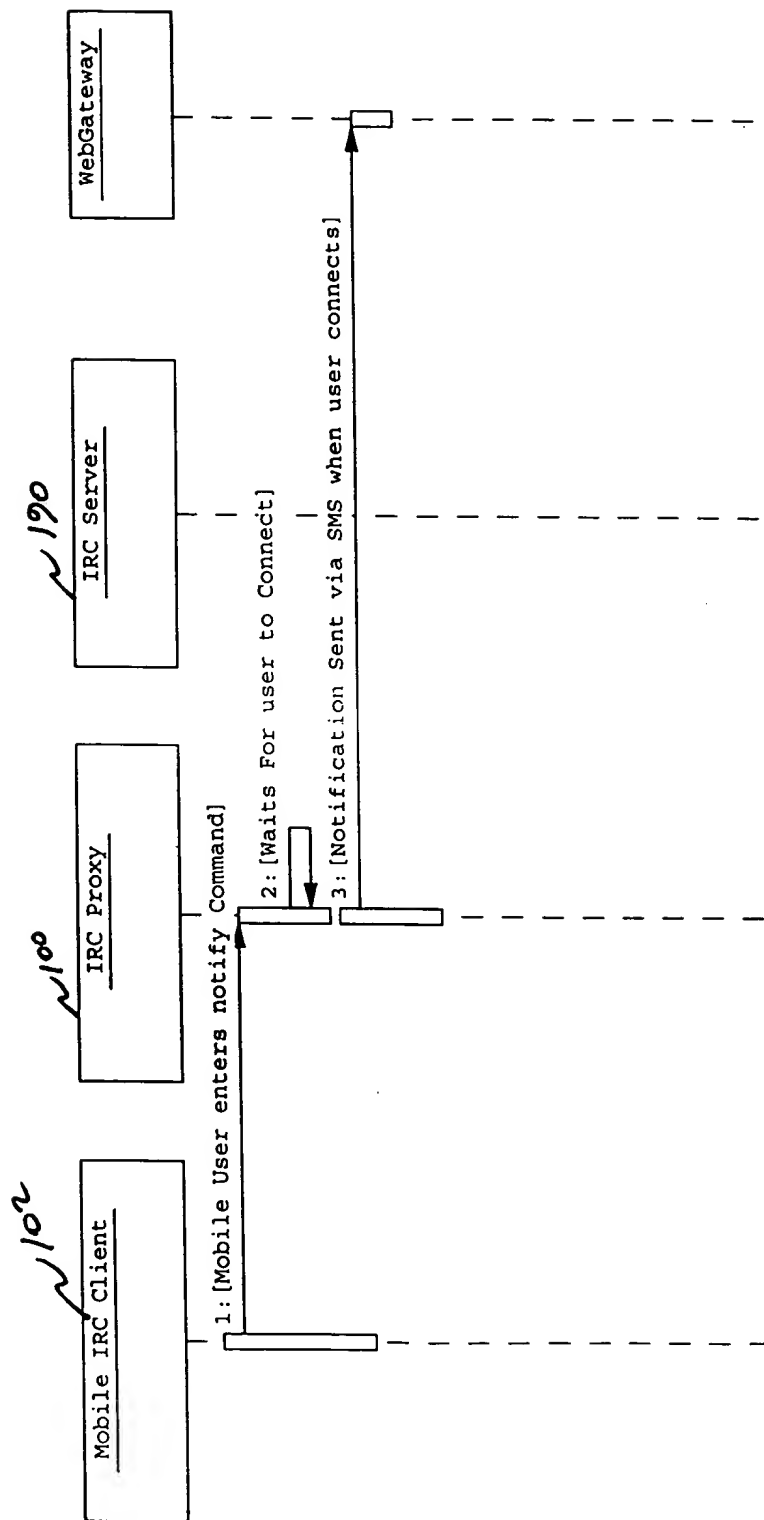 102
Mobile IRC Client
100
IRC Proxy
190
IRC Server
WebGateway
1:[Mobile User enters notify Command]
2:[Waits For user to Connect]
3:[Notification Sent via SMS when user connects]